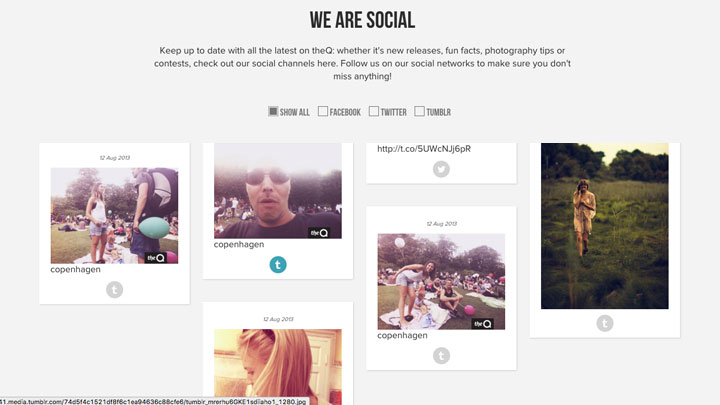 WE ARE SOCIAL
Keep up to date with all the latest on theQ: whether it's new releases, fun facts, photography tips or
contests, check out our social channels here. Follow us on our social networks to make sure you don't
miss anything!
SHOW ALL FACEBOOK TWITTER TUMBLR
12 Aug 2013
theQ
copenhagen
t
theQ
copenhagen
t
12 Aug 2013
http://t.co/5UWcNJj6pR
12 Aug 2013
theQ
copenhagen
t
t
41.media.tumblr.com/74d5f4c1521df8f6c1ea94636c88cfe6/tumblr_mrerhu6GKE1sdiaho1_1280.jpg